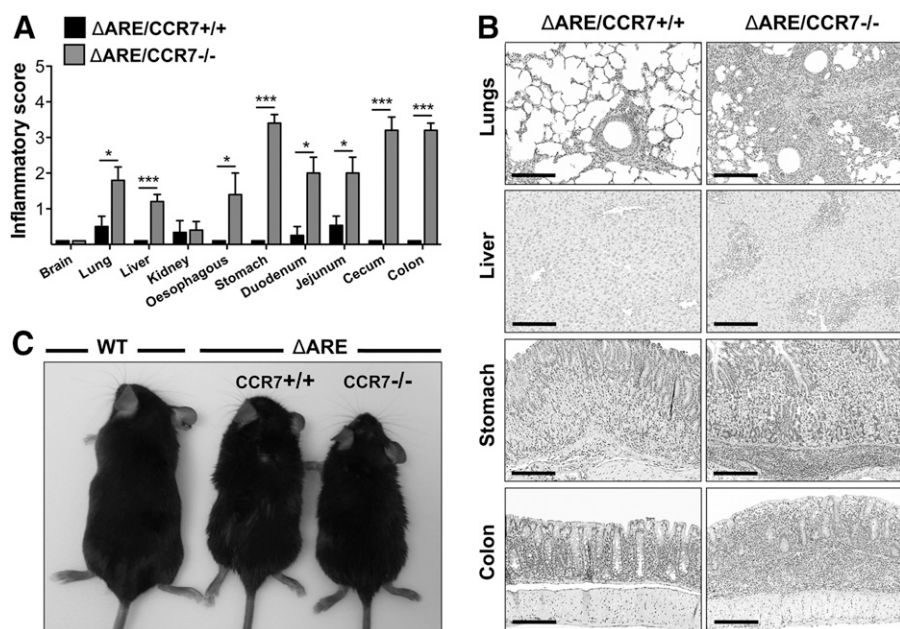 A
ΔARE/CCR7+/+
ΔARE/CCR7-/-
Inflammatory score
5
4
3
2
1
*
***
*
***
*
*
***
***
Brain
Lung
Liver
Kidney
Oesophagous
Stomach
Duodenum
Jejunum
Cecum
Colon
B
ΔARE/CCR7+/+
ΔARE/CCR7-/-
Lungs
Liver
Stomach
Colon
C
WT
ΔARE
CCR7+/+
CCR7-/-